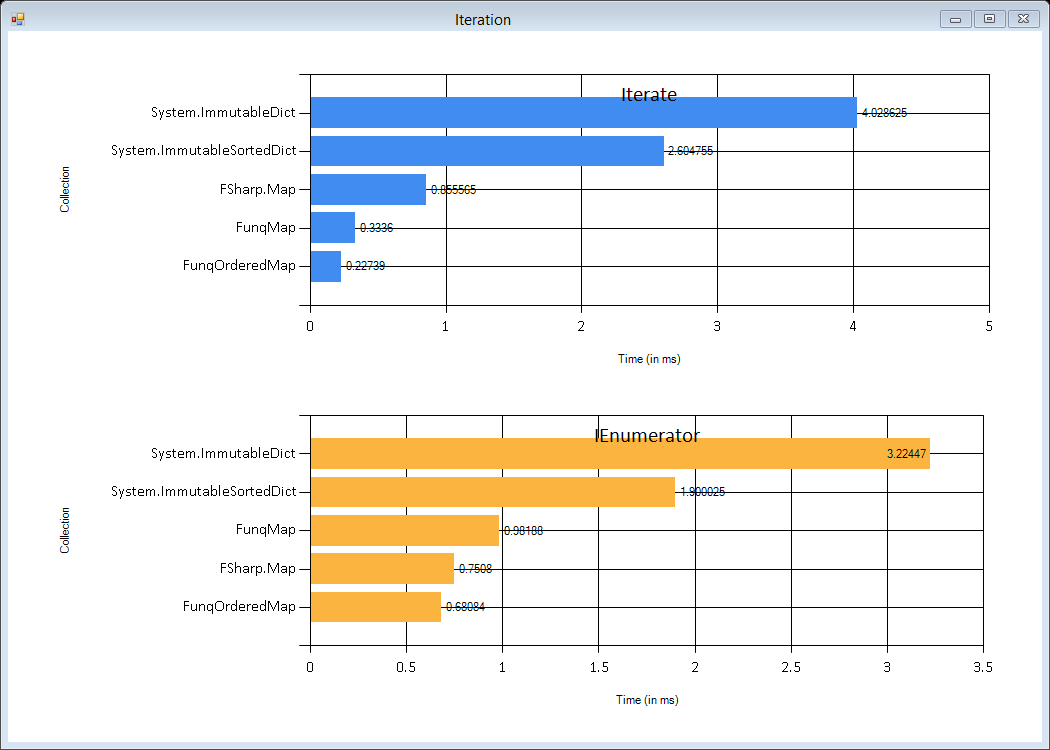 Iteration
Iterate
System.ImmutableDict 4.028625
System.ImmutableSortedDict 2.604755
FSharp.Map 0.855565
FunqMap 0.3336
FunqOrderedMap 0.22739
Collection
0 1 2 3 4 5
Time (in ms)
IEnumerator
System.ImmutableDict 3.22447
System.ImmutableSortedDict 1.900025
FunqMap 0.98188
FSharp.Map 0.7508
FunqOrderedMap 0.68084
Collection
0 0.5 1 1.5 2 2.5 3 3.5
Time (in ms)